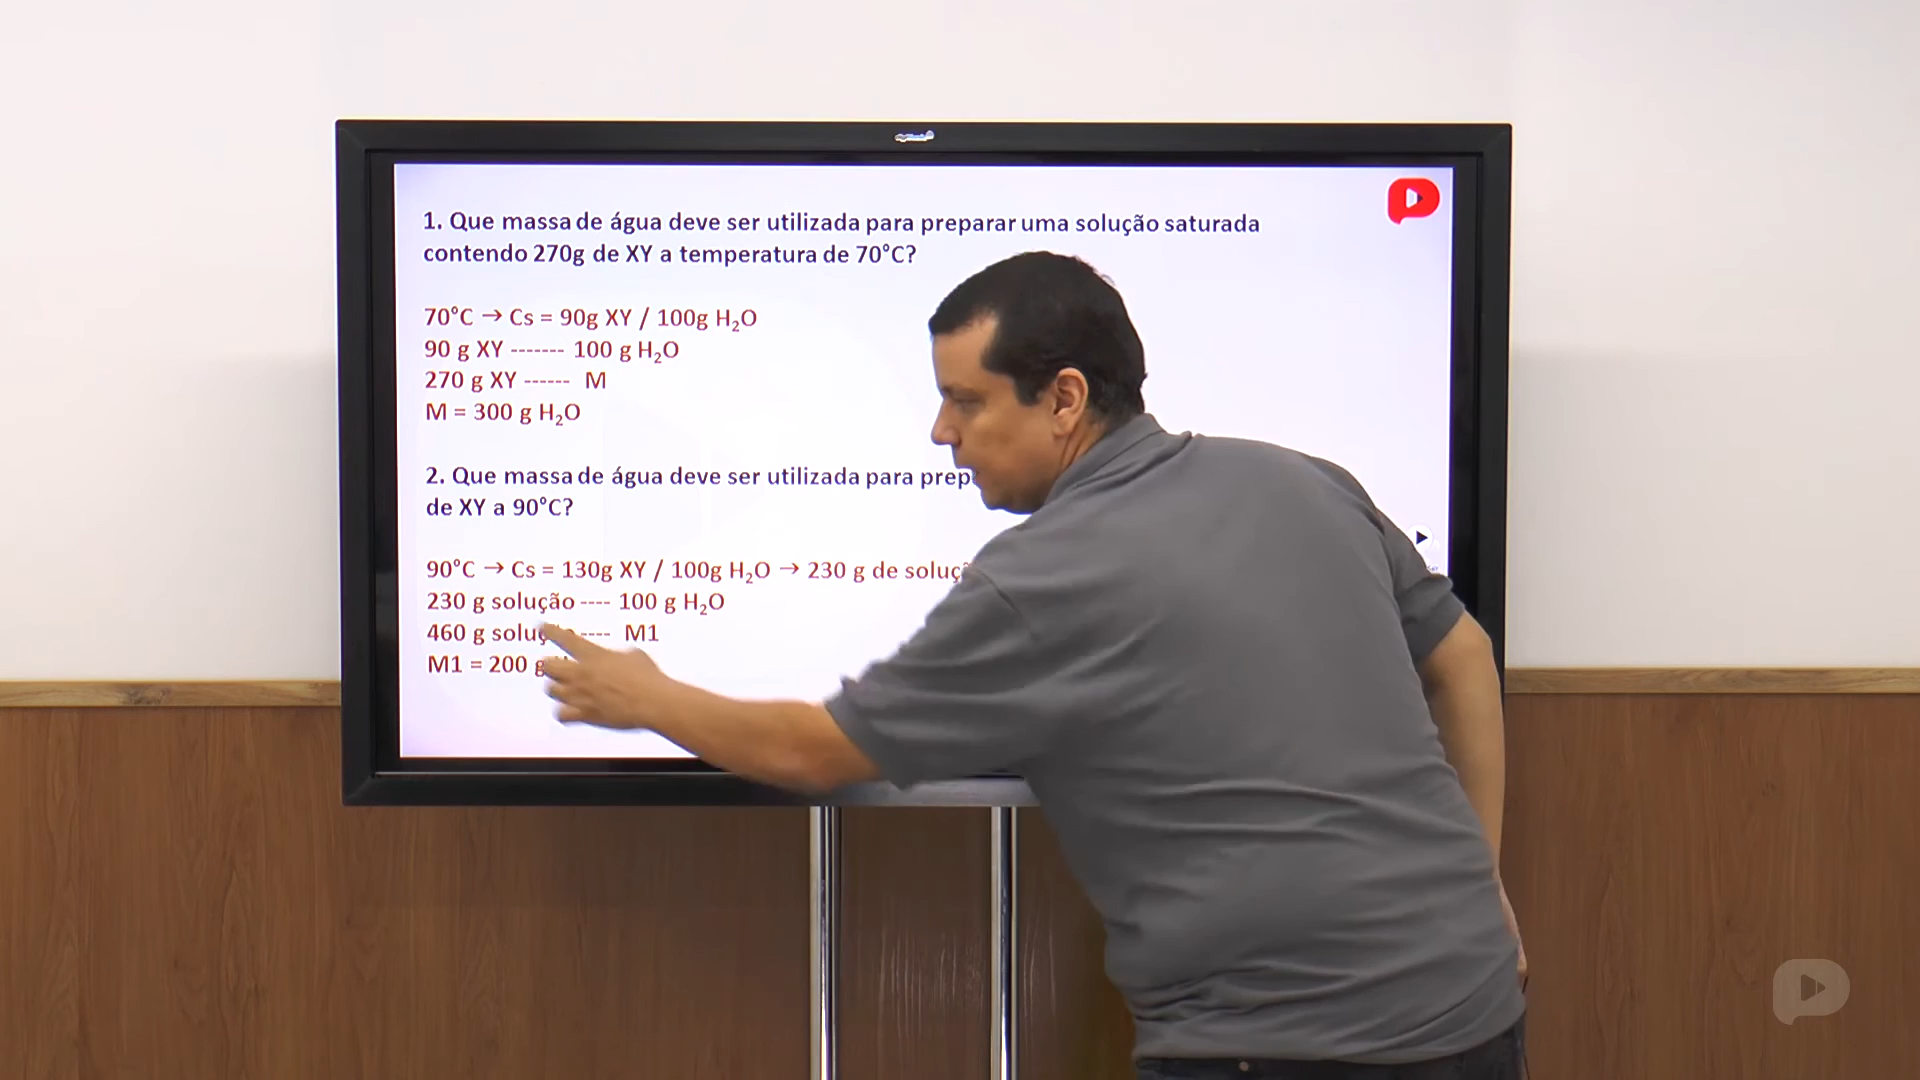 1. Que massa de água deve ser utilizada para preparar uma solução saturada
contendo 270g de XY a temperatura de 70°C?
70°C → Cs = 90g XY / 100g H₂O
90 g XY ------- 100 g H₂O
270 g XY ------ M
M = 300 g H₂O
2. Que massa de água deve ser utilizada para prep
de XY a 90°C?
90°C → Cs = 130g XY / 100g H₂O → 230 g de soluç
230 g solução ---- 100 g H₂O
460 g solução ---- M1
M1 = 200 g